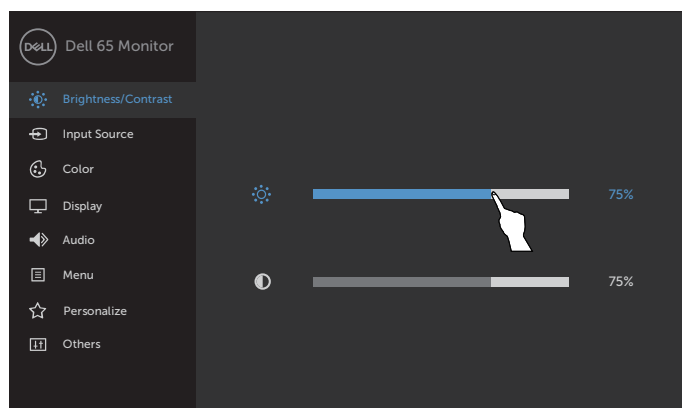 DELL Dell 65 Monitor
Brightness/Contrast
Input Source
Color
Display
Audio
Menu
Personalize
Others
75%
75%